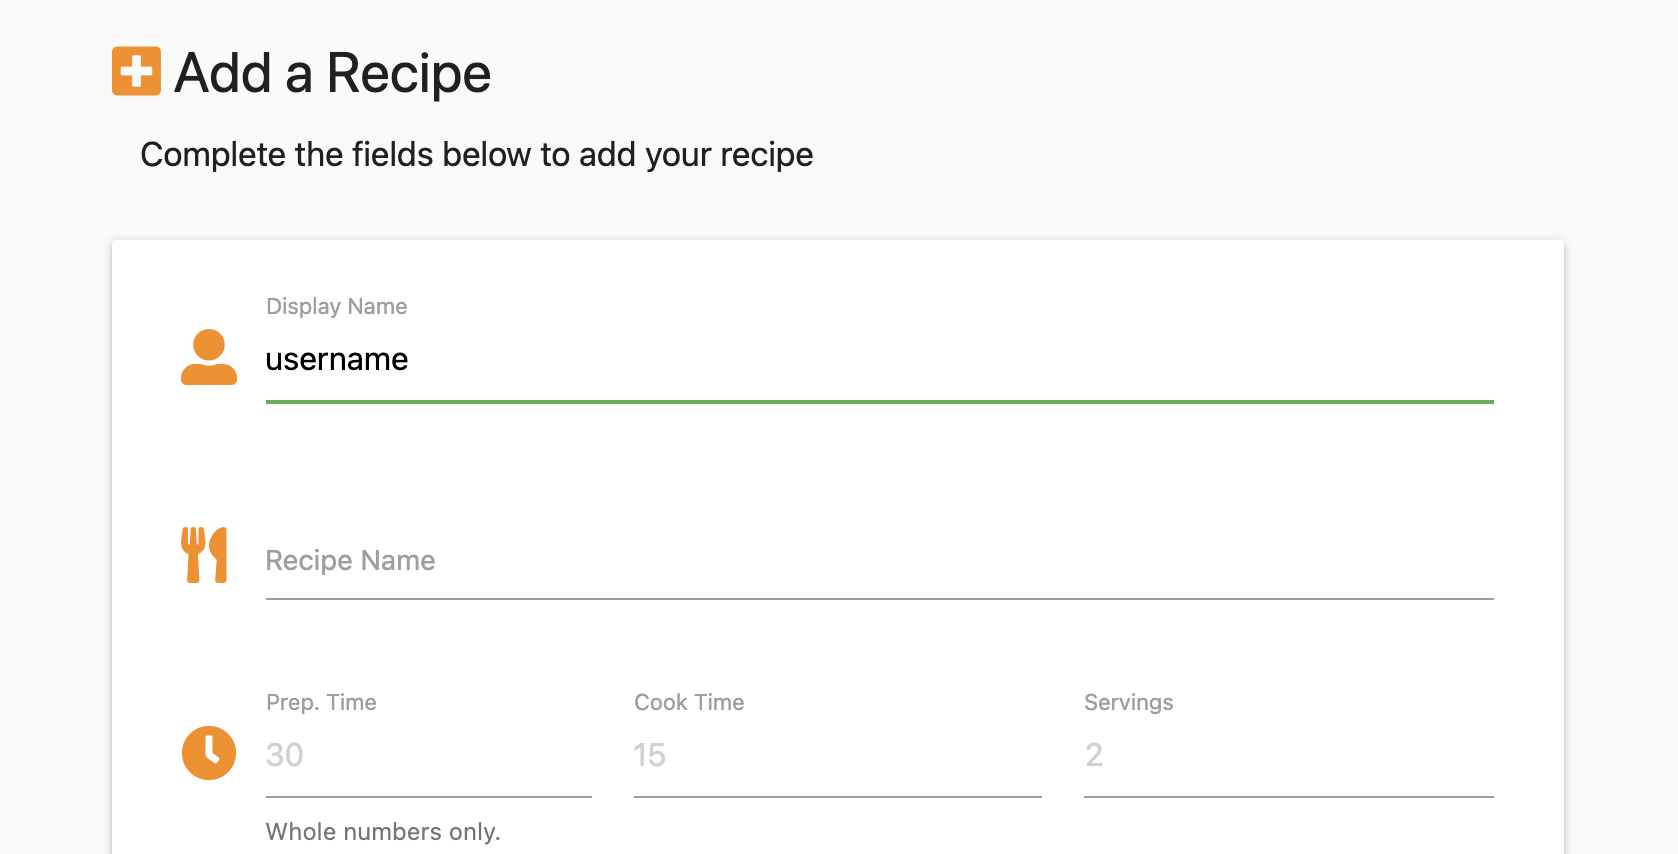 Add a Recipe
Complete the fields below to add your recipe
Display Name
username
Recipe Name
Prep. Time Cook Time Servings
30 15 2
Whole numbers only.